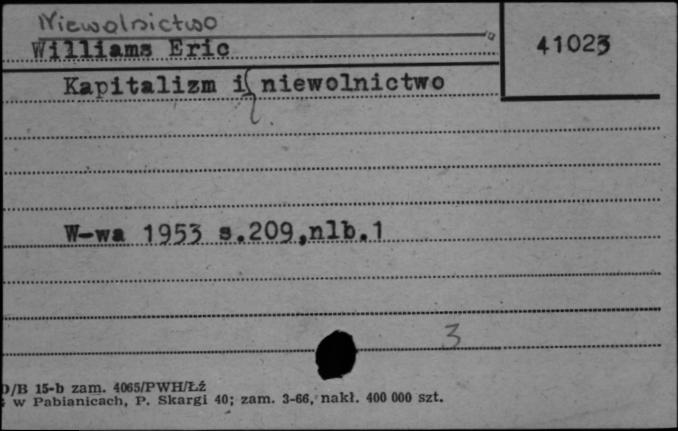 Niewolnictwo
Williams Eric
41023
Kapitalizm i niewolnictwo
W-wa 1953 s.209,nlb.1
3
D/B 15-b zam. 4065/PWH/Łż
w Pabianicach, P. Skargi 40; zam. 3-66, nakł. 400 000 szt.